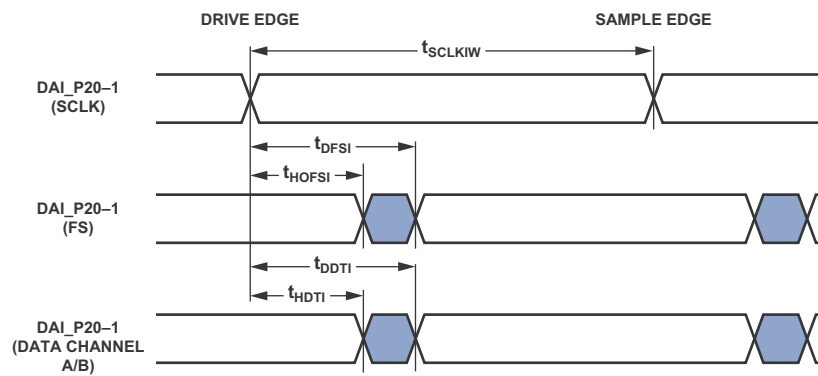 DRIVE EDGE
SAMPLE EDGE
tSCLKIW
DAI_P20–1
(SCLK)
tDFSI
tHOFSI
DAI_P20–1
(FS)
tDDTI
tHDTI
DAI_P20–1
(DATA CHANNEL
A/B)